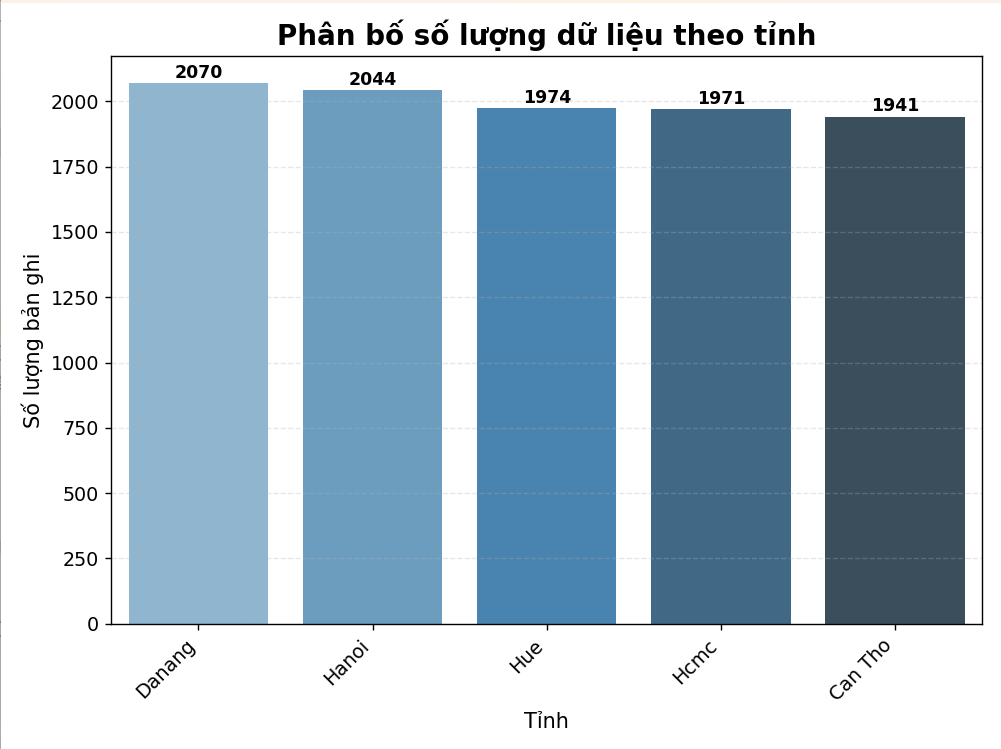 Phân bố số lượng dữ liệu theo tỉnh
2070
2044
1974
1971
1941
Số lượng bản ghi
2000
1750
1500
1250
1000
750
500
250
0
Danang
Hanoi
Hue
Hcmc
Can Tho
Tỉnh